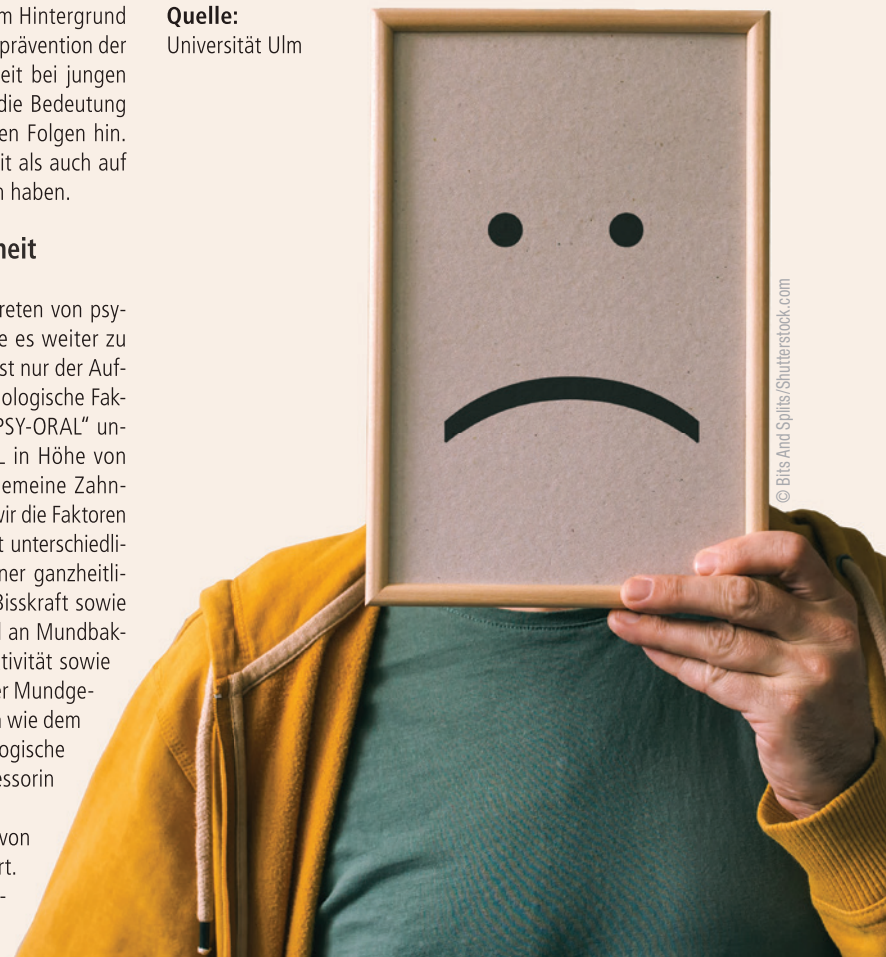 m Hintergrund
prävention der
eit bei jungen
die Bedeutung
en Folgen hin.
it als auch auf
n haben.
heit
reten von psy-
e es weiter zu
st nur der Auf-
ologische Fak-
PSY-ORAL“ un-
L in Höhe von
emeine Zahn-
vir die Faktoren
t unterschiedli-
ner ganzheitli-
Bisskraft sowie
l an Mundbak-
tivität sowie
er Mundge-
n wie dem
ogische
essorin
von
rt.
-
Quelle:
Universität Ulm
© Bits And Splits/Shutterstock.com